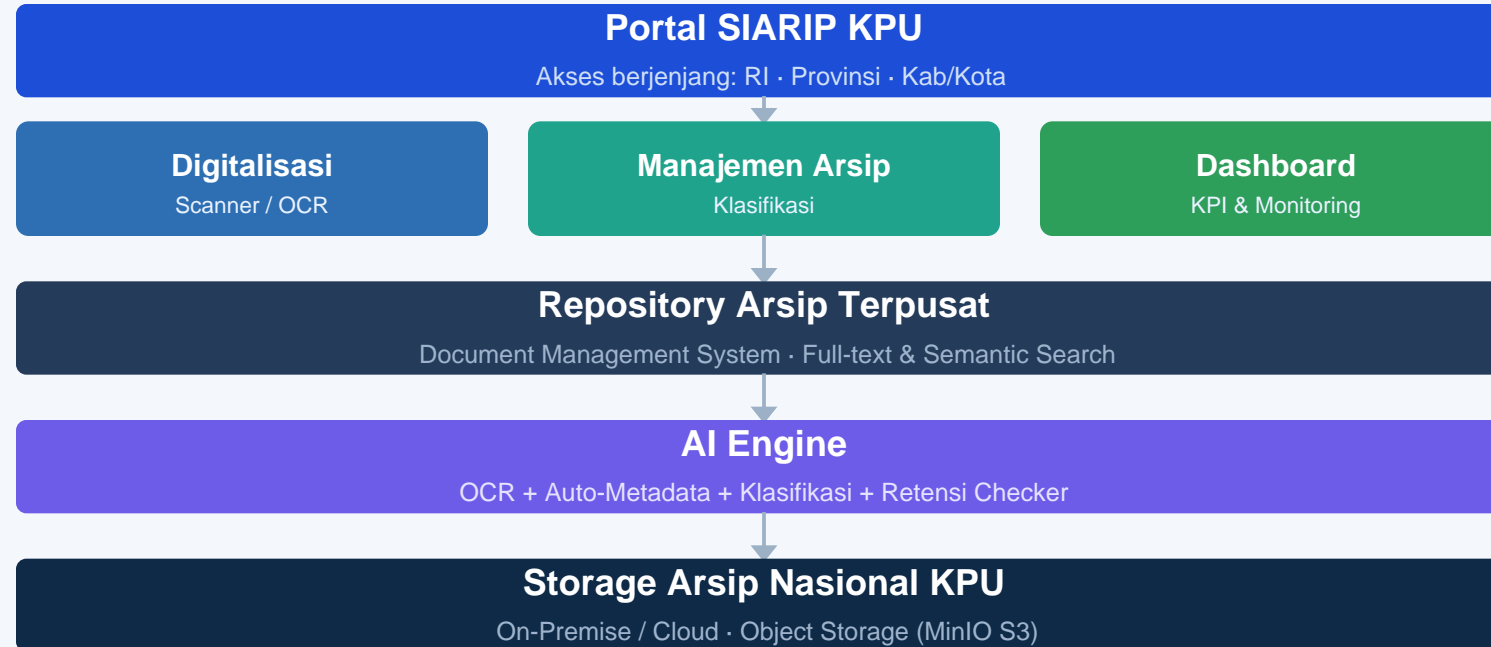 Portal SIARIP KPU
Akses berjenjang: RI · Provinsi · Kab/Kota
Digitalisasi
Scanner / OCR
Manajemen Arsip
Klasifikasi
Dashboard
KPI & Monitoring
Repository Arsip Terpusat
Document Management System · Full-text & Semantic Search
AI Engine
OCR + Auto-Metadata + Klasifikasi + Retensi Checker
Storage Arsip Nasional KPU
On-Premise / Cloud · Object Storage (MinIO S3)